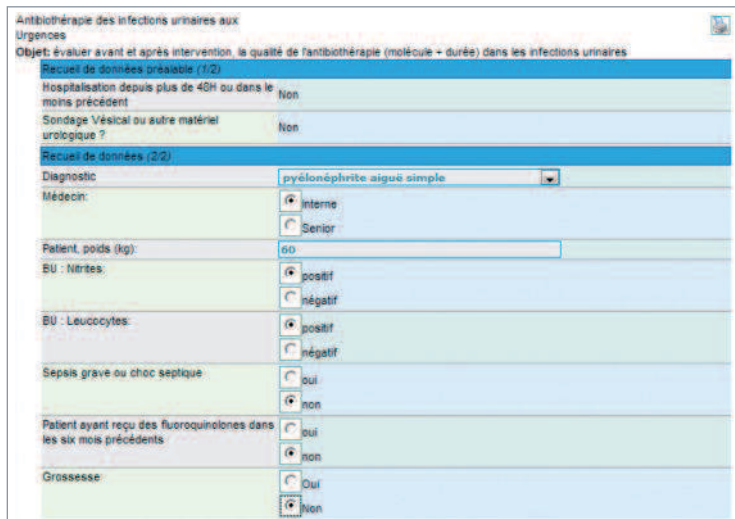 Antibiothérapie des infections urinaires aux
Urgences
Objet: évaluer avant et après intervention, la qualité de l'antibiothérapie (molécule + durée) dans les infections urinaires
Recueil de données préalable (1/2)
Hospitalisation depuis plus de 48H ou dans le
moins précédent
Non
Sondage Vésical ou autre matériel
urologique ?
Non
Recueil de données (2/2)
Diagnostic
pyélonéphrite aiguë simple
Médecin:
Interne
Senior
Patient, poids (kg):
60
BU : Nitrites:
positif
négatif
BU : Leucocytes:
positif
négatif
Sepsis grave ou choc septique
oui
non
Patient ayant reçu des fluoroquinolones dans
les six mois précédents
oui
non
Grossesse
Oui
Non